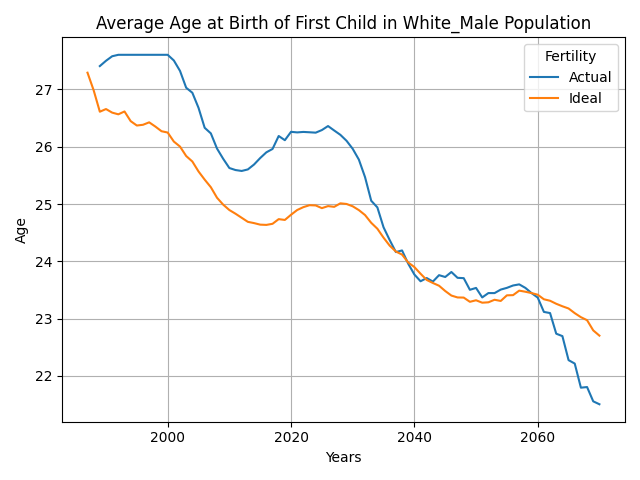 Average Age at Birth of First Child in White_Male Population
Fertility
Actual
Ideal
27
26
25
24
23
22
Age
2000
2020
2040
2060
Years